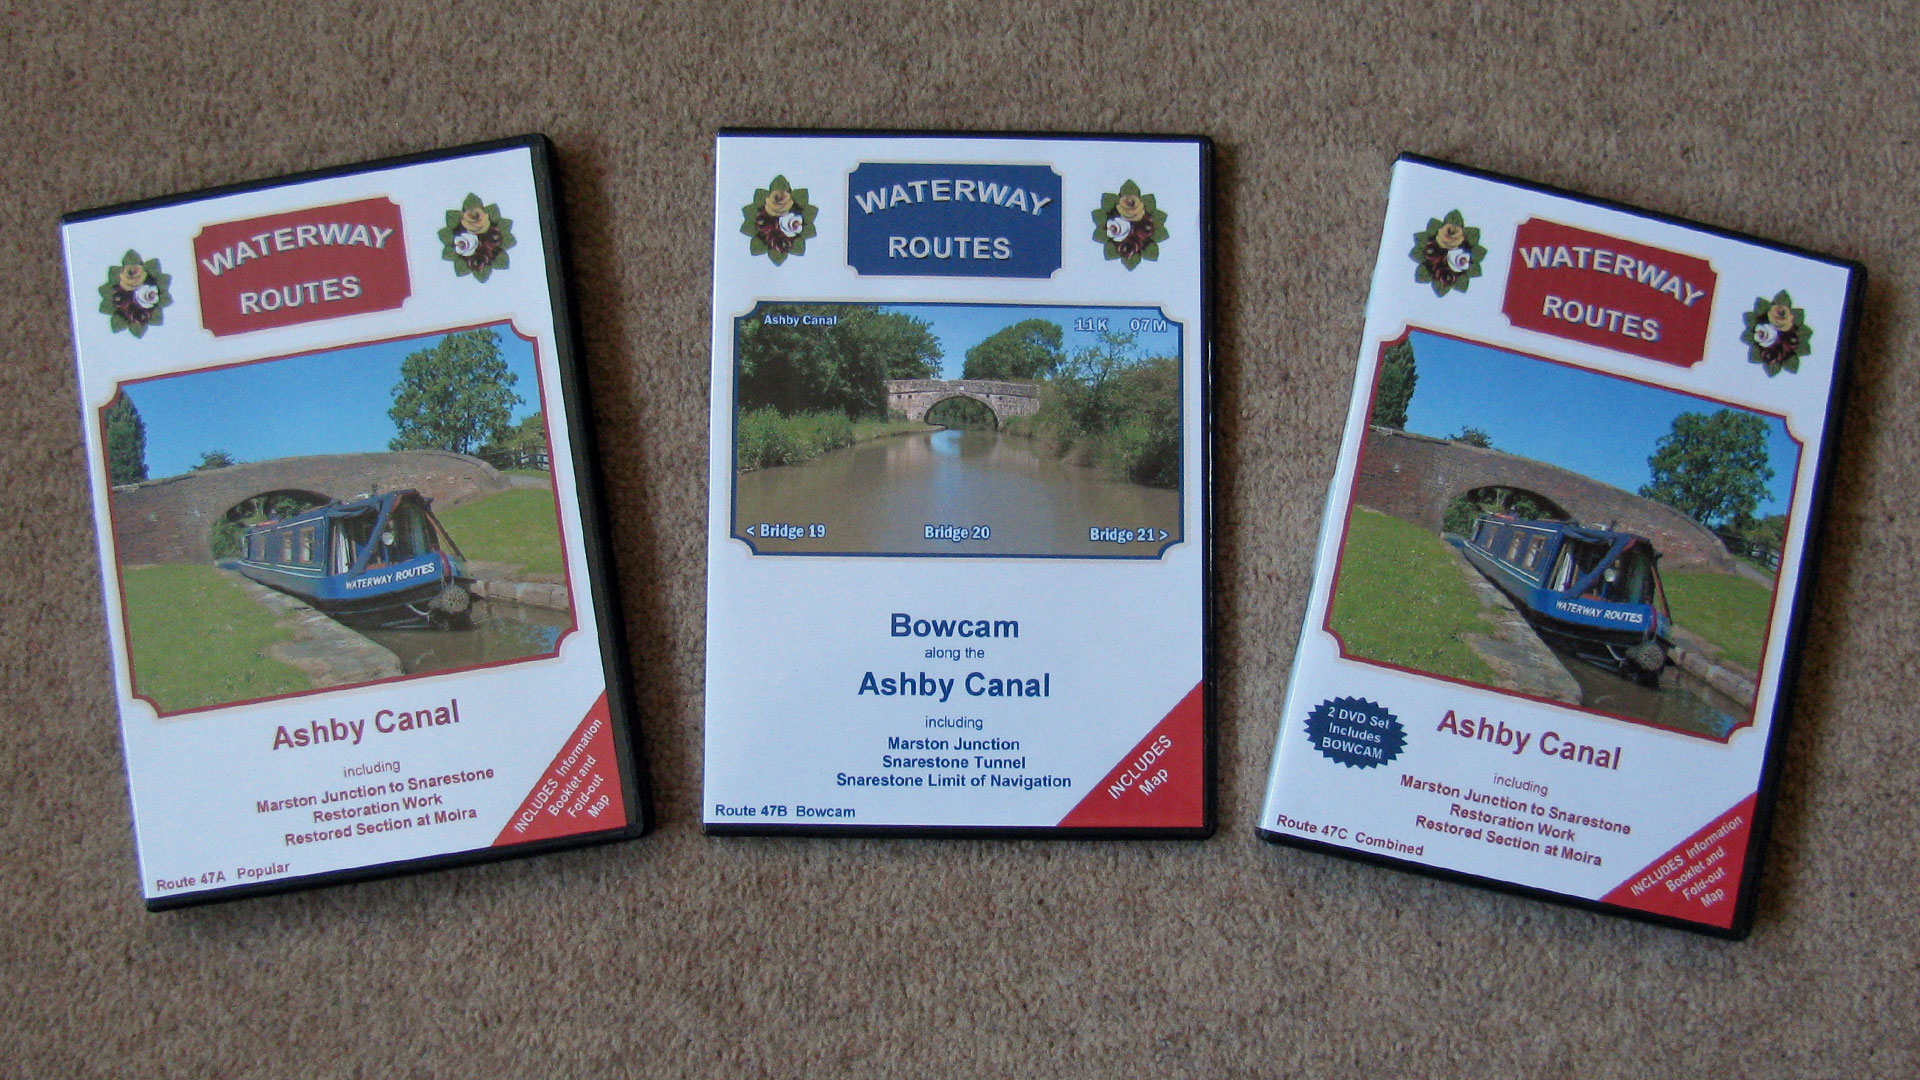 WATERWAY
ROUTES
WATERWAY ROUTES
Ashby Canal
including
Marston Junction to Snarestone
Restoration Work
Restored Section at Moira
INCLUDES Information
Booklet and
Fold-out
Map
Route 47A Popular
WATERWAY
ROUTES
Ashby Canal
11K 07M
< Bridge 19
Bridge 20
Bridge 21 >
Bowcam
along the
Ashby Canal
including
Marston Junction
Snarestone Tunnel
Snarestone Limit of Navigation
INCLUDES
Map
Route 47B Bowcam
WATERWAY
ROUTES
WATERWAY ROUTES
2 DVD Set
Includes
BOWCAM
Ashby Canal
including
Marston Junction to Snarestone
Restoration Work
Restored Section at Moira
INCLUDES Information
Booklet and
Fold-out
Map
Route 47C Combined